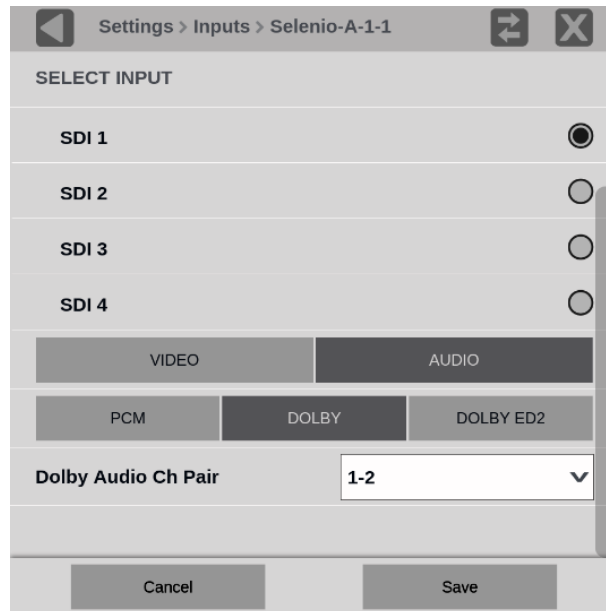 Settings > Inputs > Selenio-A-1-1
SELECT INPUT
SDI 1
SDI 2
SDI 3
SDI 4
VIDEO AUDIO
PCM DOLBY DOLBY ED2
Dolby Audio Ch Pair 1-2
Cancel Save